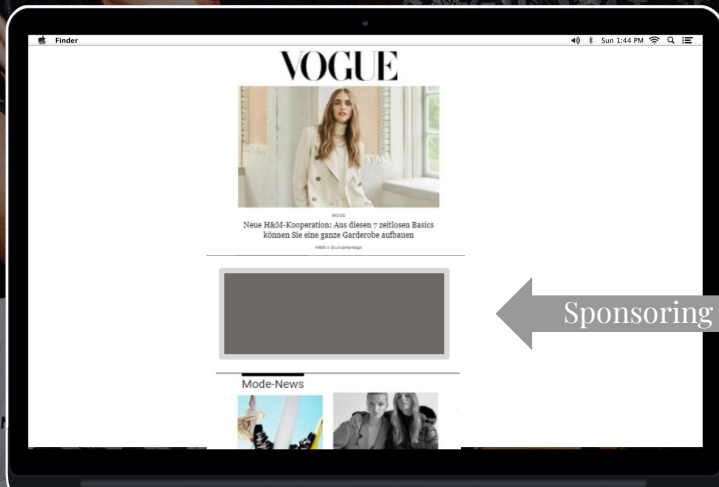 Finder
Sun 1:44 PM
VOGUE
MODE
Neue H&M-Kooperation: Aus diesen 7 zeitlosen Basics
können Sie eine ganze Garderobe aufbauen
H&M x GiulivaHeritage
Sponsoring
Mode-News